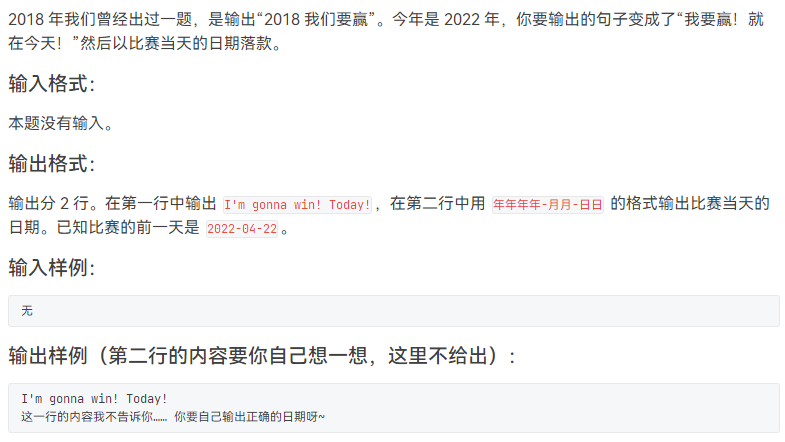 2018 年我们曾经出过一题，是输出“2018 我们要赢”。今年是 2022 年，你要输出的句子变成了“我要赢！就
在今天！”然后以比赛当天的日期落款。
输入格式：
本题没有输入。
输出格式：
输出分 2 行。在第一行中输出 I'm gonna win! Today!，在第二行中用 年年年年-月月-日日 的格式输出比赛当天的
日期。已知比赛的前一天是 2022-04-22。
输入样例：
无
输出样例（第二行的内容要你自己想一想，这里不给出）：
I'm gonna win! Today!
这一行的内容我不告诉你…… 你要自己输出正确的日期呀~